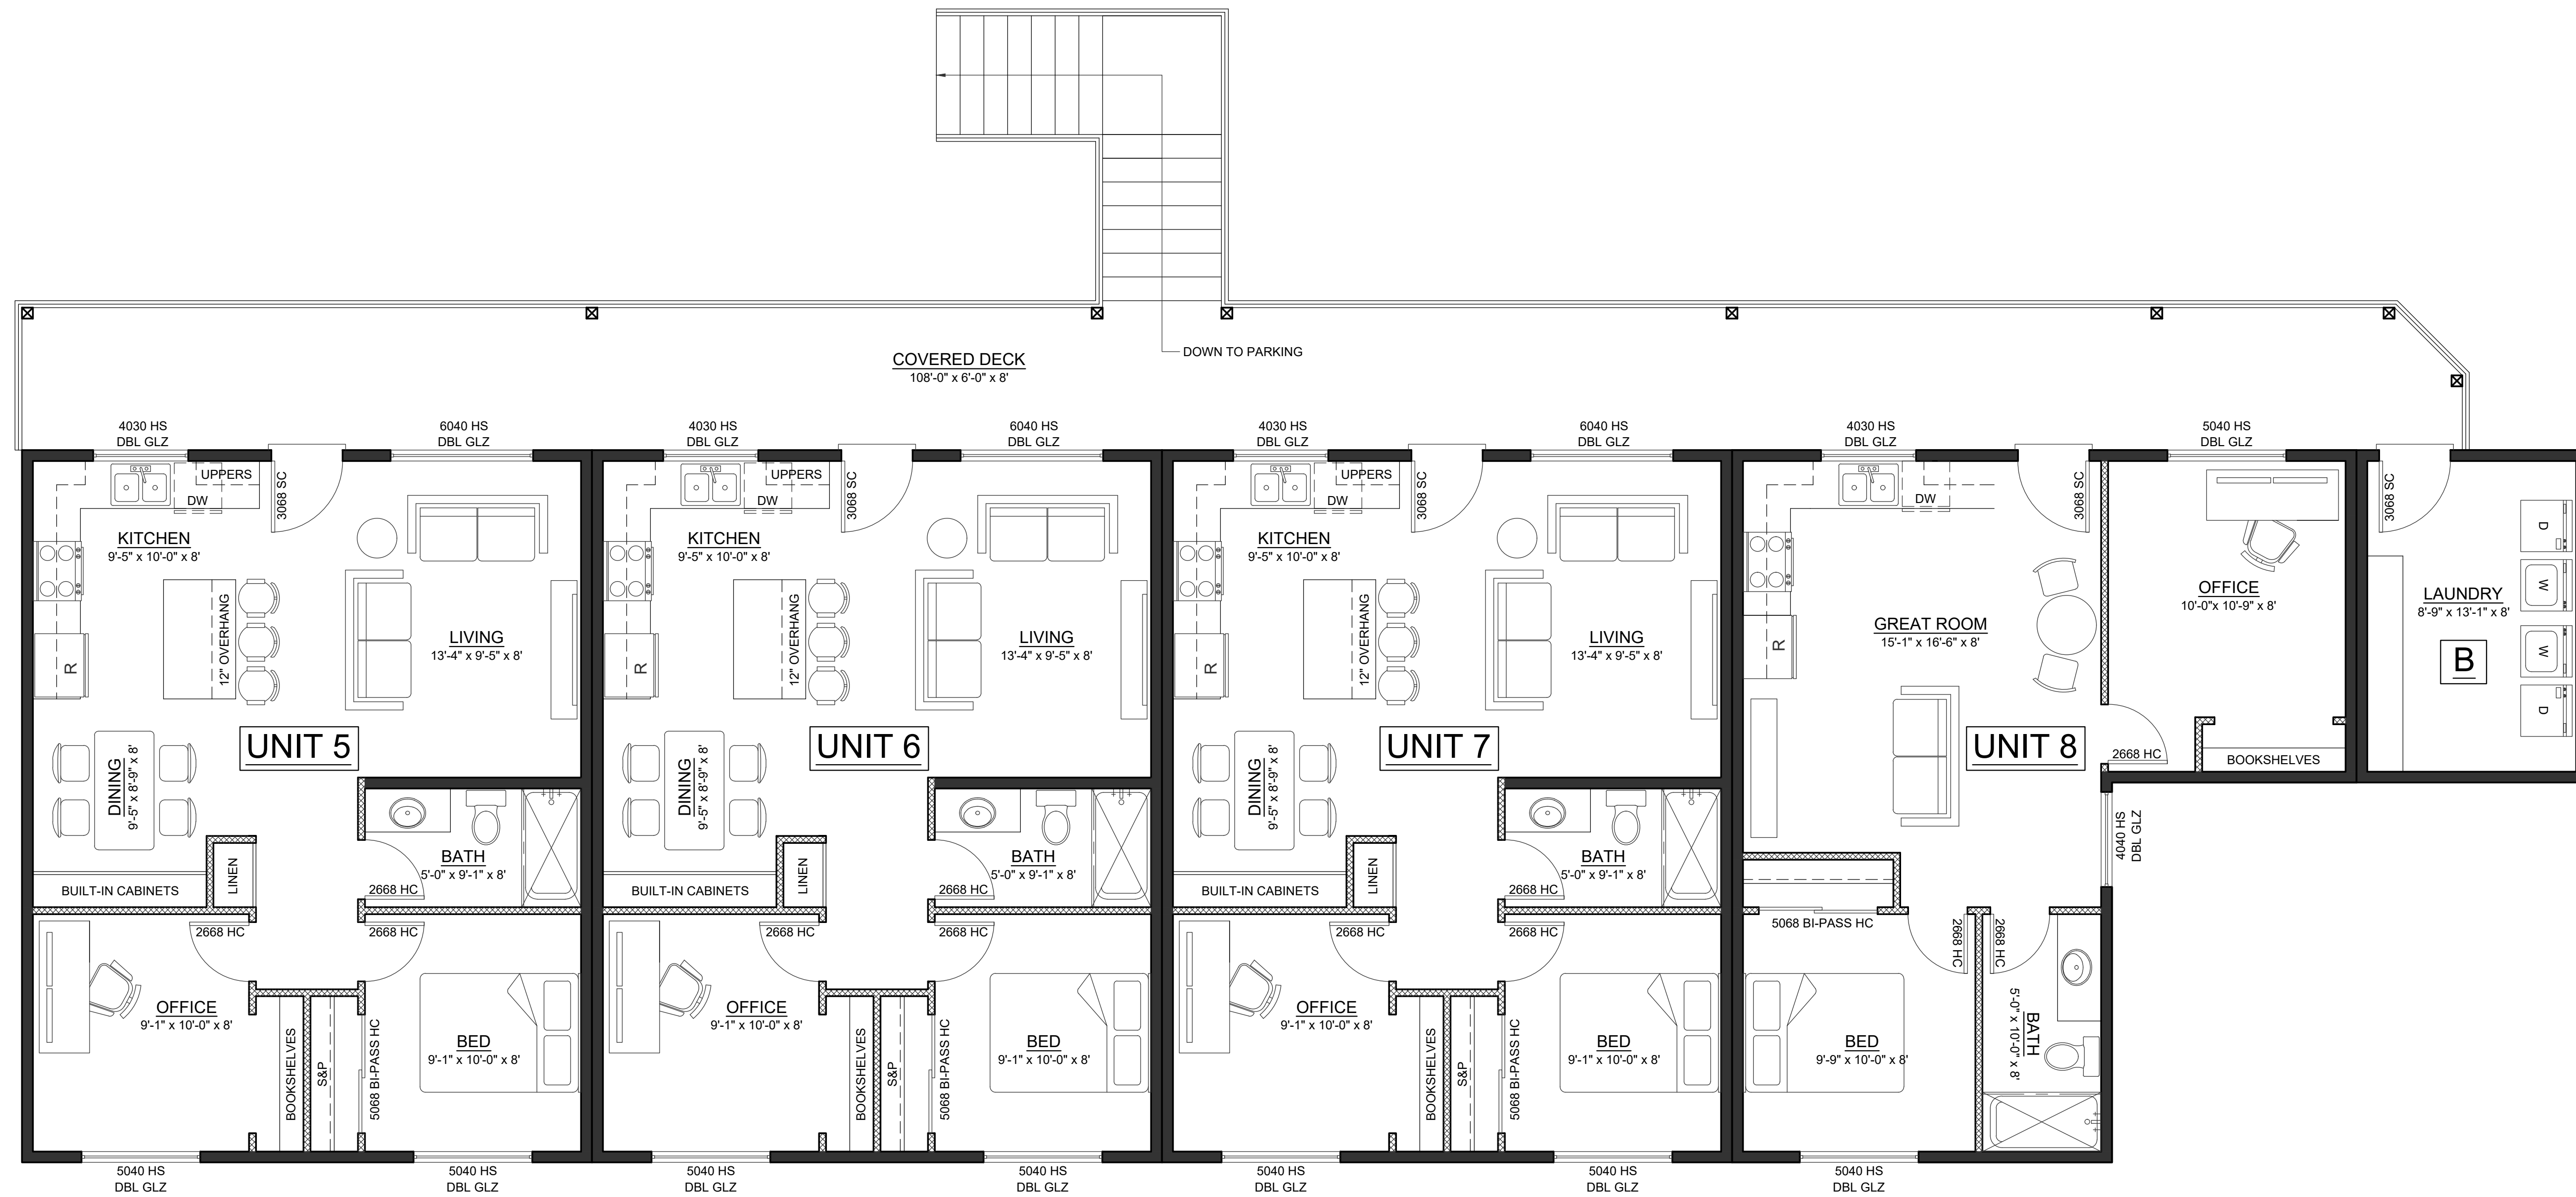 DOWN TO PARKING
COVERED DECK
108'-0" x 6'-0" x 8'
4030 HS
DBL GLZ
6040 HS
DBL GLZ
4030 HS
DBL GLZ
6040 HS
DBL GLZ
4030 HS
DBL GLZ
6040 HS
DBL GLZ
4030 HS
DBL GLZ
5040 HS
DBL GLZ
UPPERS
DW
3068 SC
KITCHEN
9'-5" x 10'-0" x 8'
12" OVERHANG
R
LIVING
13'-4" x 9'-5" x 8'
UNIT 5
DINING
9'-5" x 8'-9" x 8'
BUILT-IN CABINETS
LINEN
BATH
5'-0" x 9'-1" x 8'
2668 HC
2668 HC
2668 HC
OFFICE
9'-1" x 10'-0" x 8'
BOOKSHELVES
S&P
5068 BI-PASS HC
BED
9'-1" x 10'-0" x 8'
5040 HS
DBL GLZ
5040 HS
DBL GLZ
UPPERS
DW
3068 SC
KITCHEN
9'-5" x 10'-0" x 8'
12" OVERHANG
R
LIVING
13'-4" x 9'-5" x 8'
UNIT 6
DINING
9'-5" x 8'-9" x 8'
BUILT-IN CABINETS
LINEN
BATH
5'-0" x 9'-1" x 8'
2668 HC
2668 HC
2668 HC
OFFICE
9'-1" x 10'-0" x 8'
BOOKSHELVES
S&P
5068 BI-PASS HC
BED
9'-1" x 10'-0" x 8'
5040 HS
DBL GLZ
5040 HS
DBL GLZ
UPPERS
DW
3068 SC
KITCHEN
9'-5" x 10'-0" x 8'
12" OVERHANG
R
LIVING
13'-4" x 9'-5" x 8'
UNIT 7
DINING
9'-5" x 8'-9" x 8'
BUILT-IN CABINETS
LINEN
BATH
5'-0" x 9'-1" x 8'
2668 HC
2668 HC
2668 HC
OFFICE
9'-1" x 10'-0" x 8'
BOOKSHELVES
S&P
5068 BI-PASS HC
BED
9'-1" x 10'-0" x 8'
5040 HS
DBL GLZ
5040 HS
DBL GLZ
DW
3068 SC
R
GREAT ROOM
15'-1" x 16'-6" x 8'
UNIT 8
OFFICE
10'-0"x 10'-9" x 8'
2668 HC
BOOKSHELVES
4040 HS
DBL GLZ
5068 BI-PASS HC
2668 HC
2668 HC
BED
9'-9" x 10'-0" x 8'
BATH
5'-0" x 10'-0" x 8'
5040 HS
DBL GLZ
3068 SC
LAUNDRY
8'-9" x 13'-1" x 8'
B
D
W
W
D